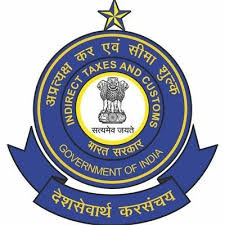 अप्रत्यक्ष कर एवं सीमा शुल्क
INDIRECT TAXES AND CUSTOMS
सत्यमेव जयते
भारत सरकार
GOVERNMENT OF INDIA
देशसेवार्थ करसंचय